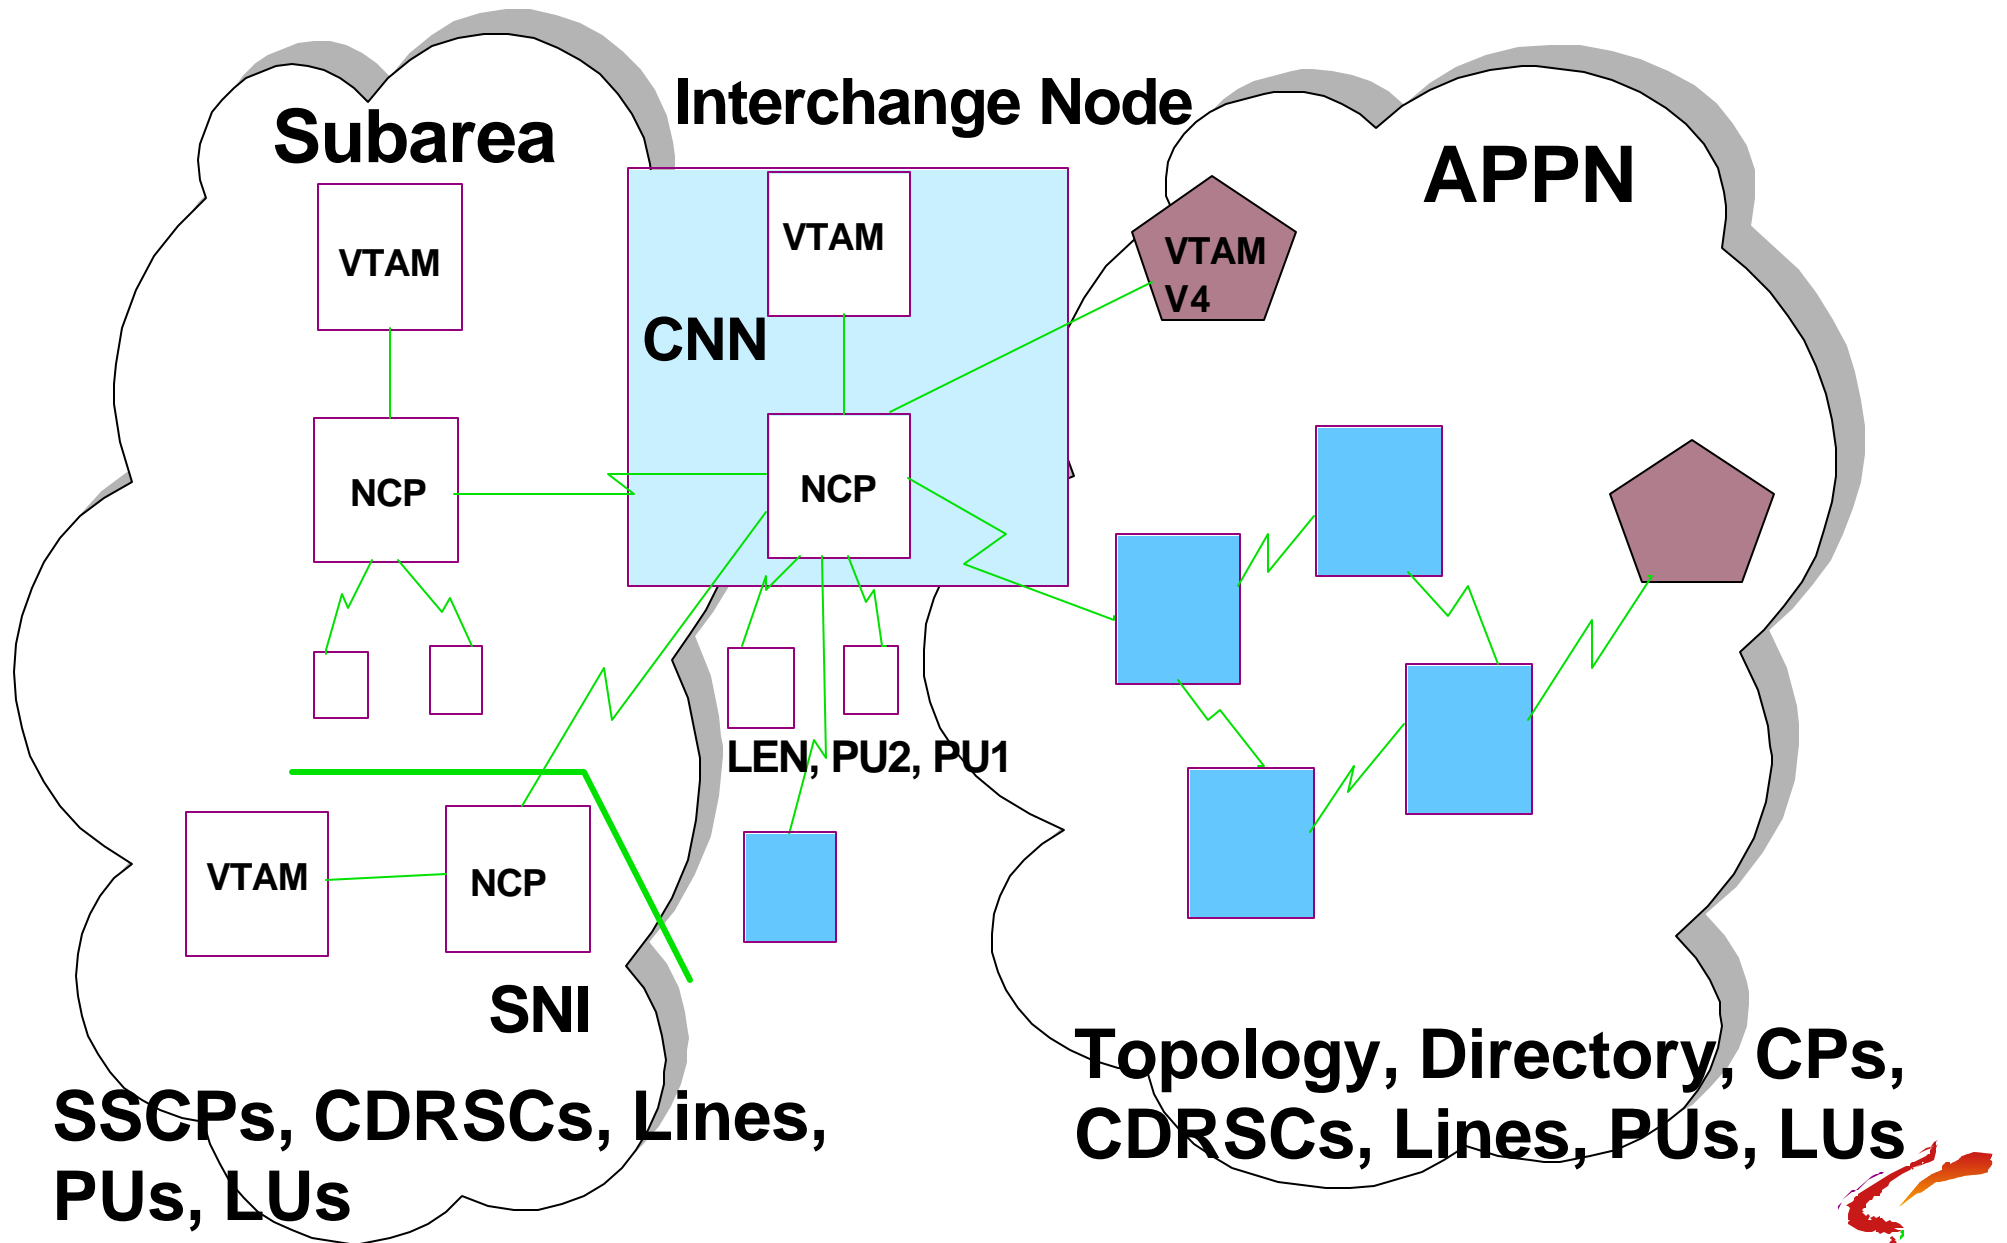 Interchange Node
Subarea
APPN
VTAM
VTAM
VTAM
V4
CNN
NCP
NCP
LEN, PU2, PU1
VTAM
NCP
SNI
SSCPs, CDRSCs, Lines,
PUs, LUs
Topology, Directory, CPs,
CDRSCs, Lines, PUs, LUs